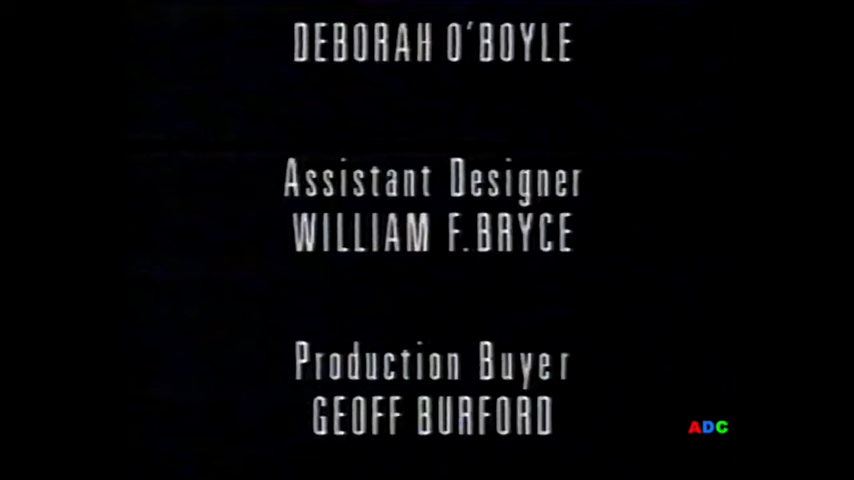 DEBORAH O'BOYLE
Assistant Designer
WILLIAM F. BRYCE
Production Buyer
GEOFF BURFORD
ADC